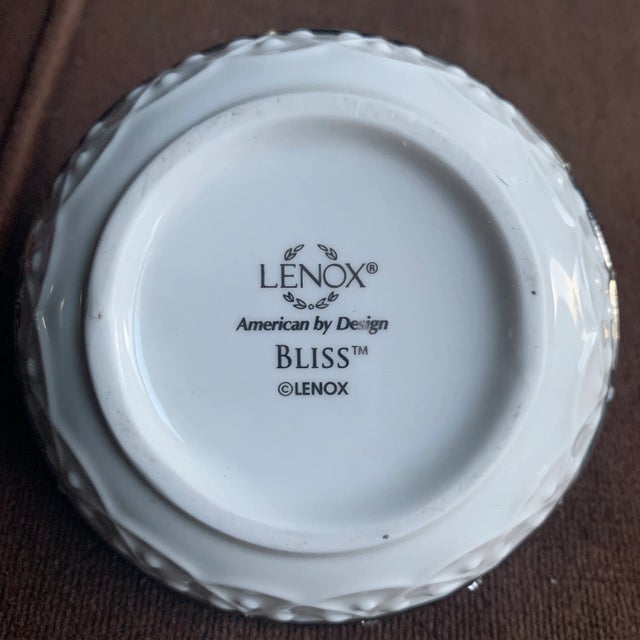 LENOX®
American by Design
BLISS™
©LENOX